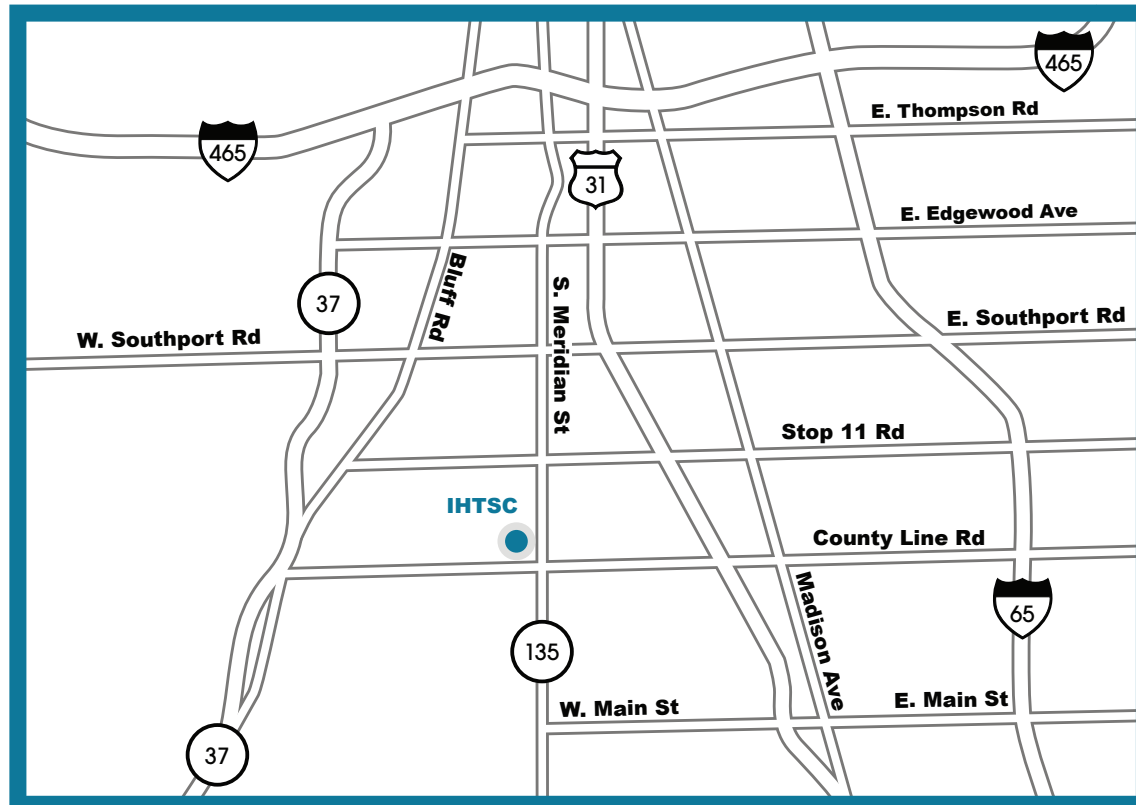 465
E. Thompson Rd
465
31
E. Edgewood Ave
Bluff Rd
S. Meridian St
37
E. Southport Rd
W. Southport Rd
Stop 11 Rd
IHTSC
County Line Rd
Madison Ave
65
135
E. Main St
W. Main St
37